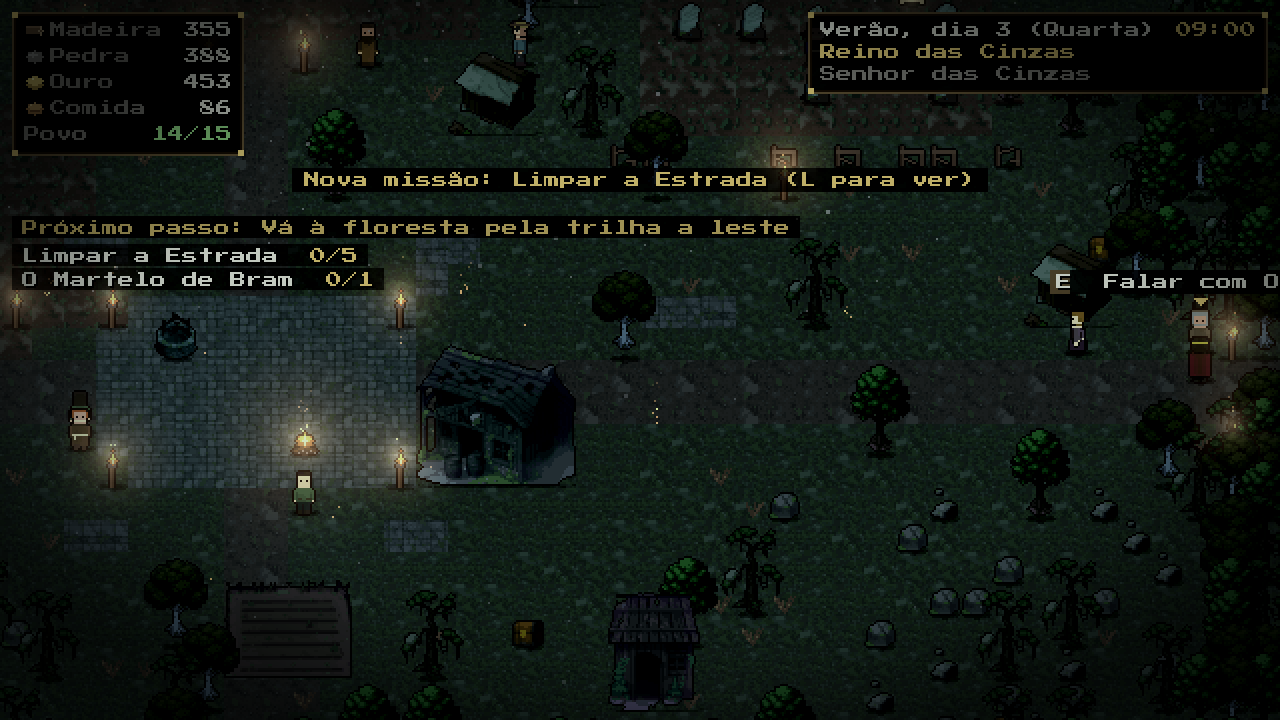 Madeira 355
Pedra 388
Ouro 453
Comida 86
Povo 14/15
Verão, dia 3 (Quarta) 09:00
Reino das Cinzas
Senhor das Cinzas
Nova missão: Limpar a Estrada (L para ver)
Próximo passo: Vá à floresta pela trilha a leste
Limpar a Estrada 0/5
O Martelo de Bram 0/1
E Falar com O